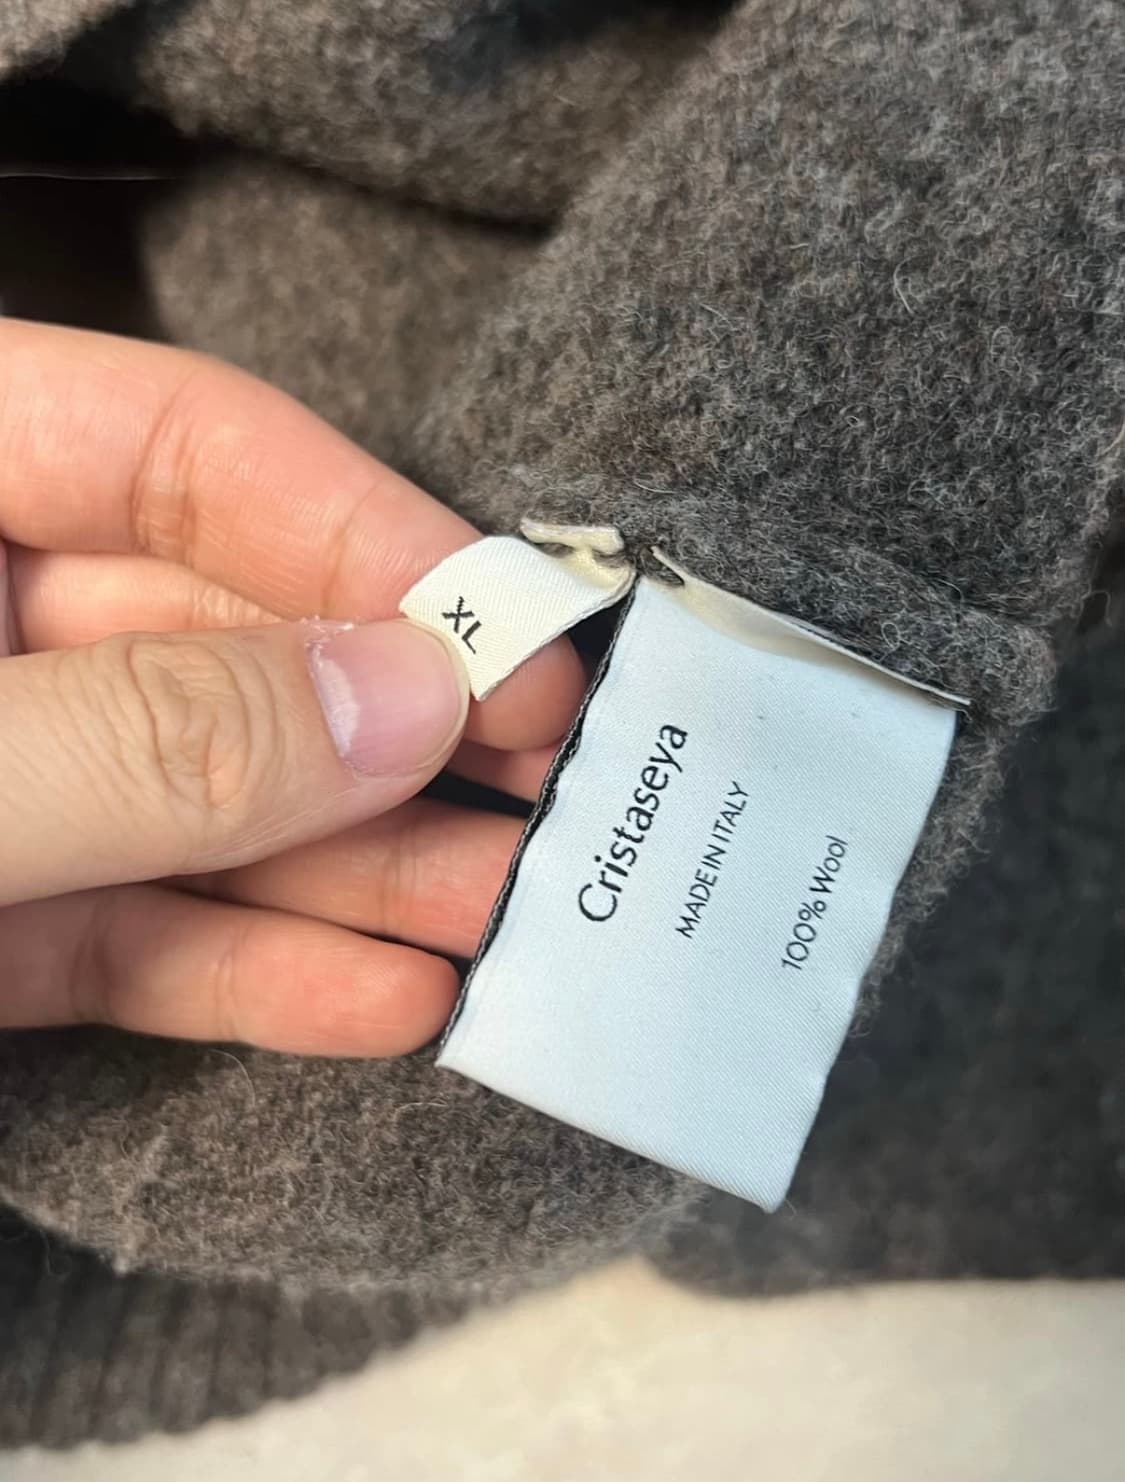 XL
Cristaseya
MADE IN ITALY
100% Wool